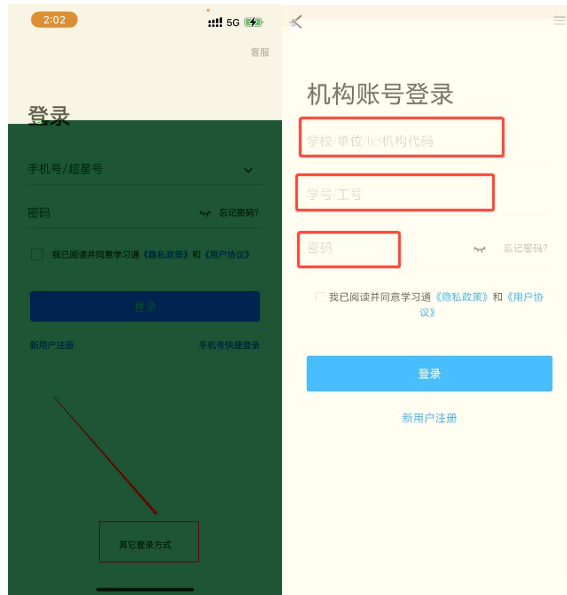 2:02
5G
客服
登录
手机号/超星号
密码
忘记密码?
我已阅读并同意学习通《隐私政策》和《用户协议》
登录
新用户注册
手机号快捷登录
其它登录方式
机构账号登录
学校/单位/fid/机构代码
学号/工号
密码
忘记密码?
我已阅读并同意学习通《隐私政策》和《用户协
议》
登录
新用户注册